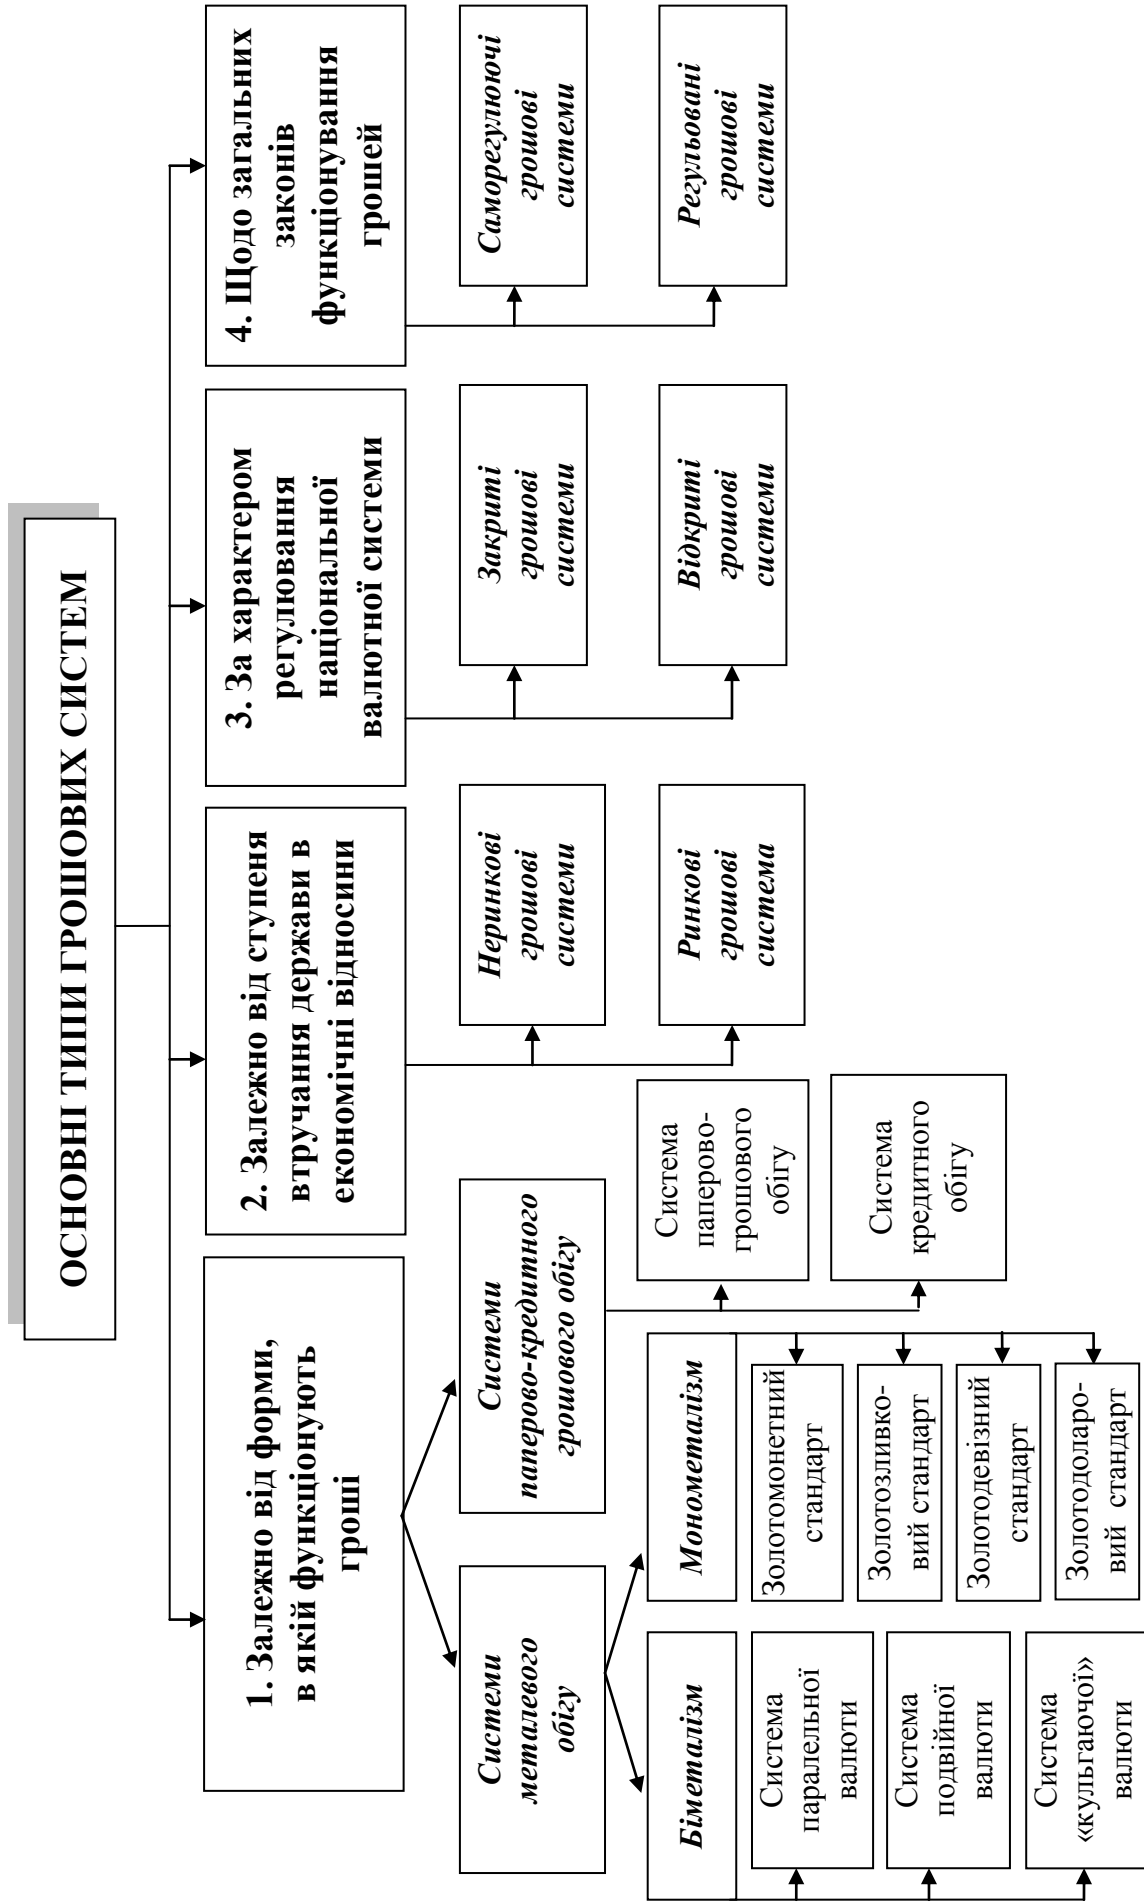 ОСНОВНІ ТИПИ ГРОШОВИХ СИСТЕМ
1. Залежно від форми,
в якій функціонують
гроші
2. Залежно від ступеня
втручання держави в
економічні відносини
3. За характером
регулювання
національної
валютної системи
4. Щодо загальних
законів
функціонування
грошей
Системи
металевого
обігу
Системи
паперово-кредитного
грошового обігу
Неринкові
грошові
системи
Ринкові
грошові
система
Закриті
грошові
системи
Відкриті
грошові
системи
Саморегулюючі
грошові
системи
Регульовані
грошові
системи
Біметалізм
Монометалізм
Система
паперово-
грошового
обігу
Система
кредитного
обігу
Система
паралельної
валюти
Система
подвійної
валюти
Система
«кульгаючої»
валюти
Золотомонетний
стандарт
Золотозливко-
вий стандарт
Золотодевізний
стандарт
Золотодоларо-
вий стандарт